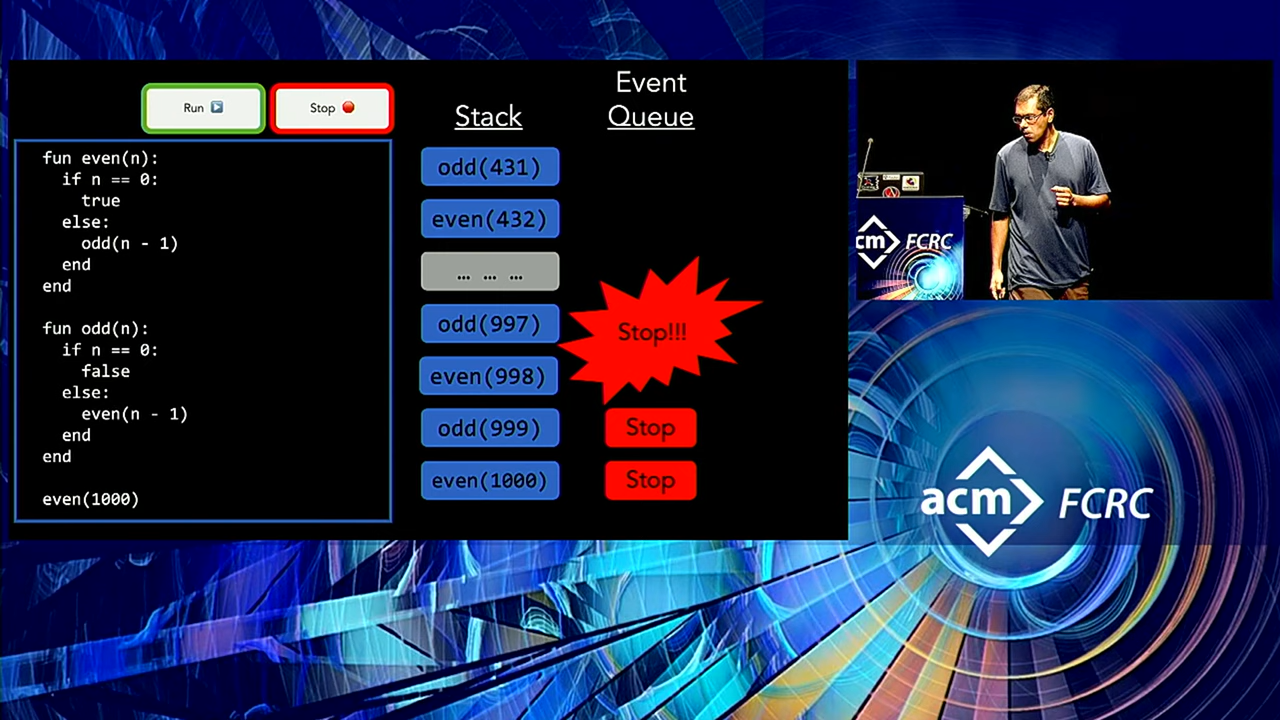 Run
Stop
fun even(n):
if n == 0:
true
else:
odd(n - 1)
end
end
fun odd(n):
if n == 0:
false
else:
even(n - 1)
end
end
even(1000)
Stack
odd(431)
even(432)
... ... ...
odd(997)
even(998)
odd(999)
even(1000)
Event
Queue
Stop!!!
Stop
Stop
cm FCRC
acm FCRC